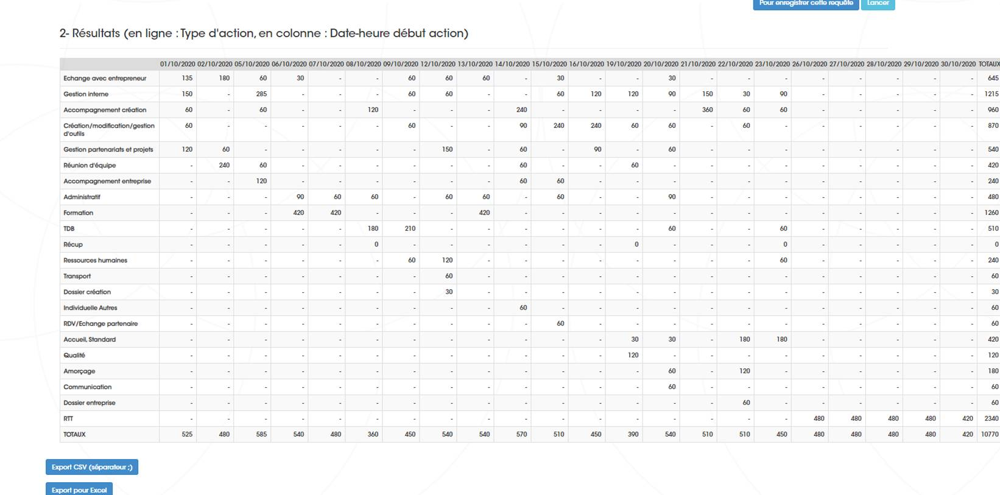 Pour enregistrer cette requête Lancer
2- Résultats (en ligne : Type d'action, en colonne : Date-heure début action)
01/10/2020 02/10/2020 05/10/2020 06/10/2020 07/10/2020 08/10/2020 09/10/2020 12/10/2020 13/10/2020 14/10/2020 15/10/2020 16/10/2020 19/10/2020 20/10/2020 21/10/2020 22/10/2020 23/10/2020 26/10/2020 27/10/2020 28/10/2020 29/10/2020 30/10/2020 TOTAUX
Echange avec entrepreneur 135 180 60 30 - - 60 60 60 - 30 - - 30 - - - - - - - - 645
Gestion interne 150 - 285 - - - 60 60 - - 60 120 120 90 150 30 90 - - - - - 1215
Accompagnement création 60 - 60 - - 120 - - - 240 - - - - 360 60 60 - - - - - 960
Création/modification/gestion 60 - - - - - 60 - - 90 240 240 60 60 - 60 - - - - - - 870
d'outils
Gestion partenariats et projets 120 60 - - - - - 150 - 60 - 90 - 60 - - - - - - - - 540
Réunion d'équipe - 240 60 - - - - - - 60 - - 60 - - - - - - - - - 420
Accompagnement entreprise - - 120 - - - - - - 60 60 - - - - - - - - - - - 240
Administratif - - - 90 60 60 - 60 60 - 60 - - 90 - - - - - - - - 480
Formation - - - 420 420 - - - 420 - - - - - - - - - - - - - 1260
TDB - - - - - 180 210 - - - - - - 60 - - 60 - - - - - 510
Récup - - - - - 0 - - - - - - 0 - - - 0 - - - - - 0
Ressources humaines - - - - - - 60 120 - - - - - - - - 60 - - - - - 240
Transport - - - - - - - 60 - - - - - - - - - - - - - - 60
Dossier création - - - - - - - 30 - - - - - - - - - - - - - - 30
Individuelle Autres - - - - - - - - - 60 - - - - - - - - - - - - 60
RDV/Echange partenaire - - - - - - - - - - 60 - - - - - - - - - - - 60
Accueil, Standard - - - - - - - - - - - - 30 30 - 180 180 - - - - - 420
Qualité - - - - - - - - - - - - 120 - - - - - - - - - 120
Amorçage - - - - - - - - - - - - - 60 - 120 - - - - - - 180
Communication - - - - - - - - - - - - - 60 - - - - - - - - 60
Dossier entreprise - - - - - - - - - - - - - - - 60 - - - - - - 60
RTT - - - - - - - - - - - - - - - - - 480 480 480 480 420 2340
TOTAUX 525 480 585 540 480 360 450 540 540 570 510 450 390 540 510 510 450 480 480 480 480 420 10770
Export CSV (séparateur ;)
Export pour Excel